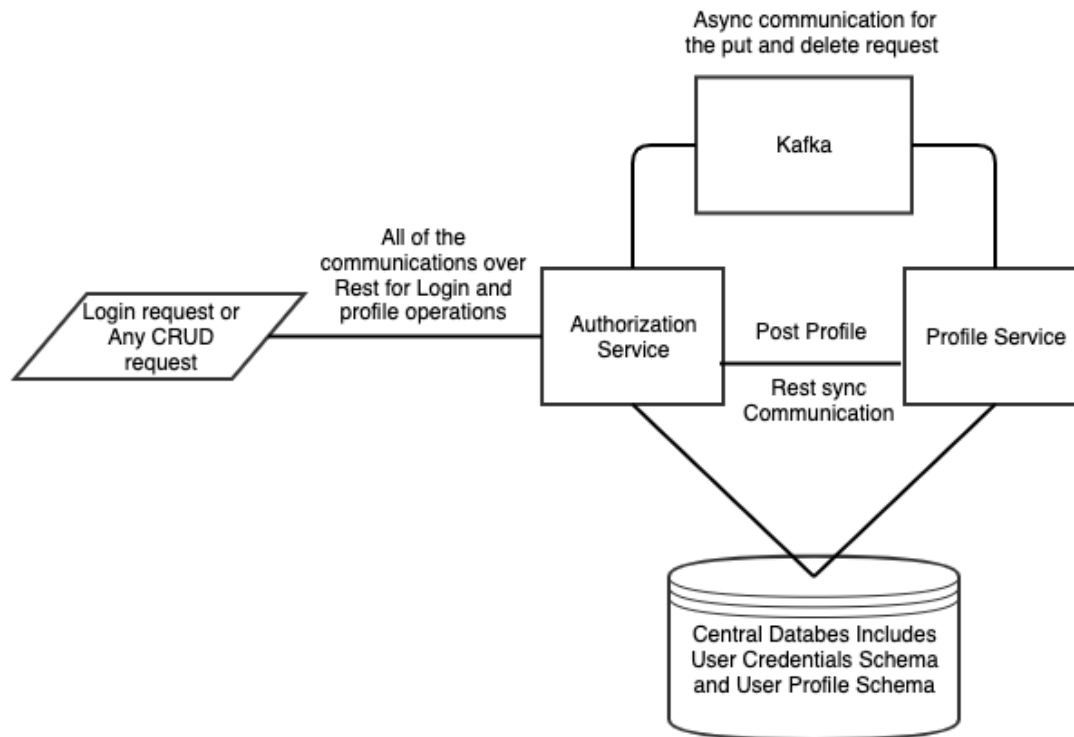 Async communication for
the put and delete request
Kafka
All of the
communications over
Rest for Login and
profile operations
Login request or
Any CRUD
request
Authorization
Service
Post Profile
Rest sync
Communication
Profile Service
Central Databes Includes
User Credentials Schema
and User Profile Schema